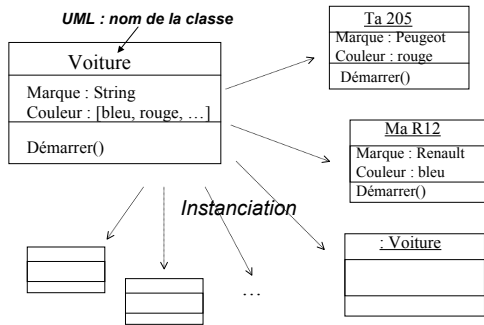 UML : nom de la classe
Voiture
Marque : String
Couleur : [bleu, rouge, …]
Démarrer()
Ta 205
Marque : Peugeot
Couleur : rouge
Démarrer()
Ma R12
Marque : Renault
Couleur : bleu
Démarrer()
Instanciation
: Voiture
…